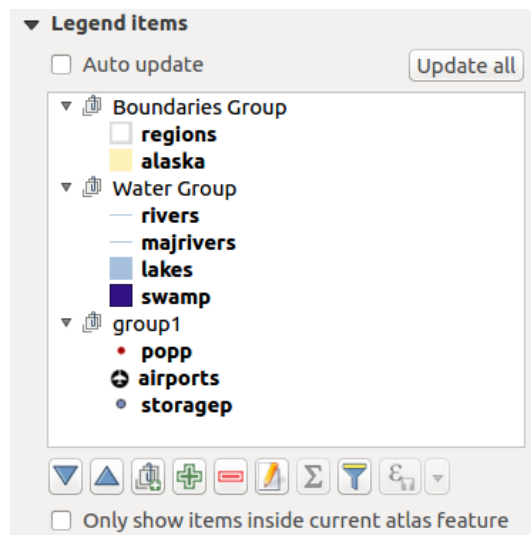 Legend items
Auto update
Update all
Boundaries Group
regions
alaska
Water Group
rivers
majrivers
lakes
swamp
group1
popp
airports
storagep
Σ ε
Only show items inside current atlas feature